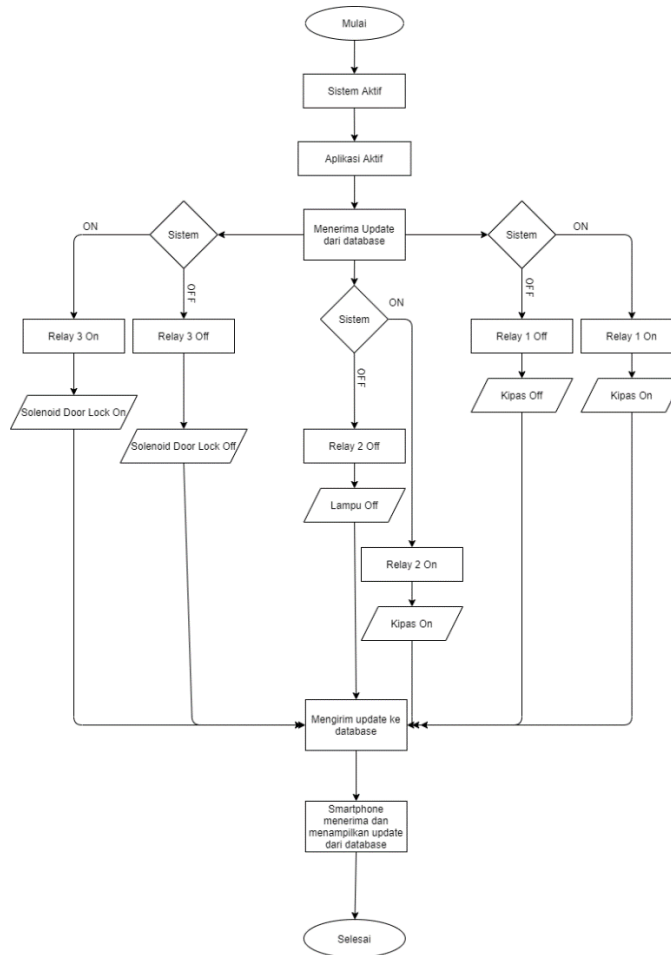 Mulai
Sistem Aktif
Aplikasi Aktif
Menerima Update
dari database
ON
Sistem
OFF
Relay 3 On
Relay 3 Off
Solenoid Door Lock On
Solenoid Door Lock Off
Sistem
ON
OFF
Relay 2 Off
Lampu Off
Relay 2 On
Kipas On
Sistem
ON
OFF
Relay 1 Off
Relay 1 On
Kipas Off
Kipas On
Mengirim update ke
database
Smartphone
menerima dan
menampilkan update
dari database
Selesai